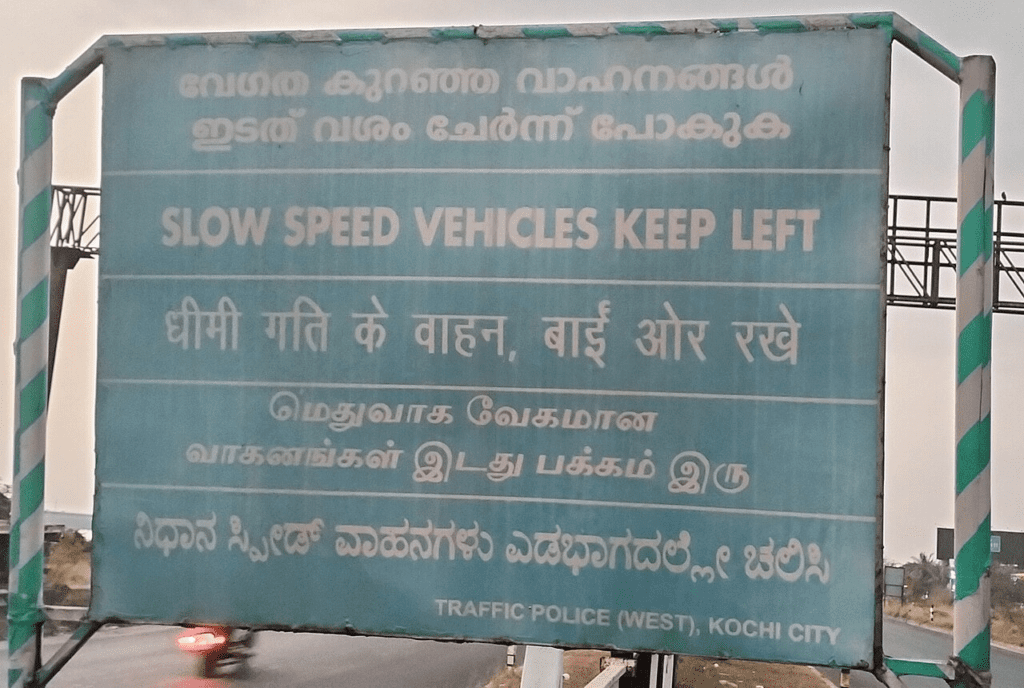 വേഗത കുറഞ്ഞ വാഹനങ്ങൾ
ഇടത് വശം ചേർന്ന് പോകുക
SLOW SPEED VEHICLES KEEP LEFT
धीमी गति के वाहन, बाईं ओर रखे
மெதுவாக வேகமான
வாகனங்கள் இடது பக்கம் இரு
ನಿಧಾನ ಸ್ಪೀಡ್ ವಾಹನಗಳು ಎಡಭಾಗದಲ್ಲೇ ಚಲಿಸಿ
TRAFFIC POLICE (WEST), KOCHI CITY